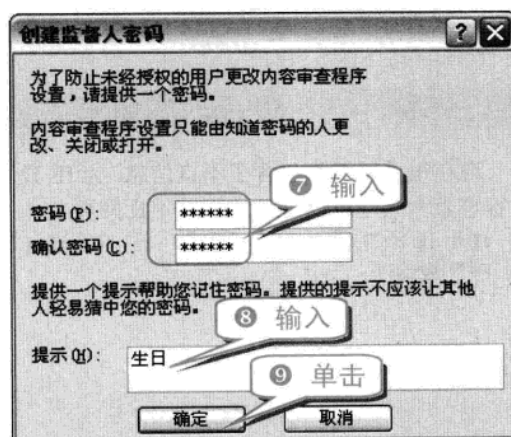 创建监督人密码
为了防止未经授权的用户更改内容审查程序
设置，请提供一个密码。
内容审查程序设置只能由知道密码的人更
改、关闭或打开。
❼ 输入
密码(P)：
******
确认密码(C)：
******
提供一个提示帮助您记住密码。提供的提示不应该让其他
人轻易猜中您的密码。
❽ 输入
提示(H)：
生日
❾ 单击
确定
取消